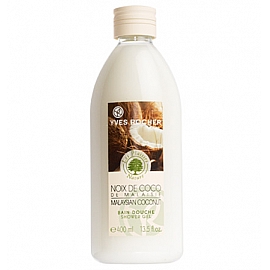 YVES ROCHER
NOIX DE COCO
DE MALAISIE
MALAYSIAN COCONUT
BAIN DOUCHE
SHOWER GEL
℮400 ml 13.5 fl.oz.